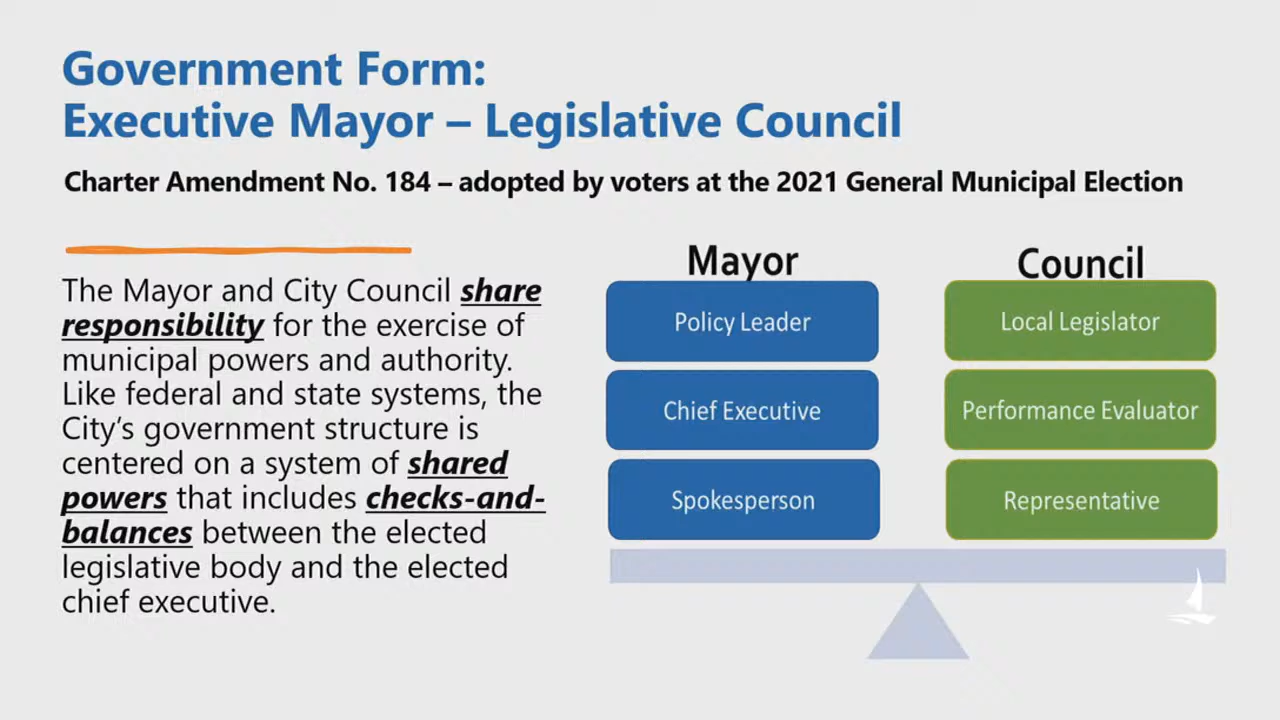 Government Form:
Executive Mayor – Legislative Council
Charter Amendment No. 184 – adopted by voters at the 2021 General Municipal Election
The Mayor and City Council share
responsibility for the exercise of
municipal powers and authority.
Like federal and state systems, the
City’s government structure is
centered on a system of shared
powers that includes checks-and-
balances between the elected
legislative body and the elected
chief executive.
Mayor
Policy Leader
Chief Executive
Spokesperson
Council
Local Legislator
Performance Evaluator
Representative